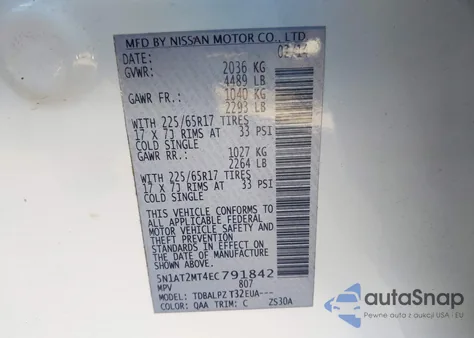 MFD BY NISSAN MOTOR CO., LTD.
DATE: 03/14
GVWR: 2036 KG
4489 LB
GAWR FR.: 1040 KG
2293 LB
WITH 225/65R17 TIRES
17 X 7J RIMS AT 33 PSI
COLD SINGLE
GAWR RR.: 1027 KG
2264 LB
WITH 225/65R17 TIRES
17 X 7J RIMS AT 33 PSI
COLD SINGLE
THIS VEHICLE CONFORMS TO
ALL APPLICABLE FEDERAL
MOTOR VEHICLE SAFETY AND
THEFT PREVENTION
STANDARDS IN EFFECT ON
THE DATE OF MANUFACTURE
SHOWN ABOVE.
5N1AT2MT4EC791842
MPV 807
MODEL: TDBALPZ T32EUA---
COLOR: QAA TRIM: C ZS30A
autoSnap
Pewne auto z aukcji USA i EU